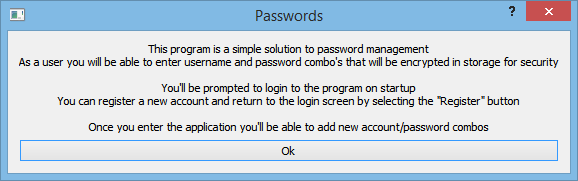 Passwords
?
This program is a simple solution to password management
As a user you will be able to enter username and password combo's that will be encrypted in storage for security
You'll be prompted to login to the program on startup
You can register a new account and return to the login screen by selecting the "Register" button
Once you enter the application you'll be able to add new account/password combos
Ok